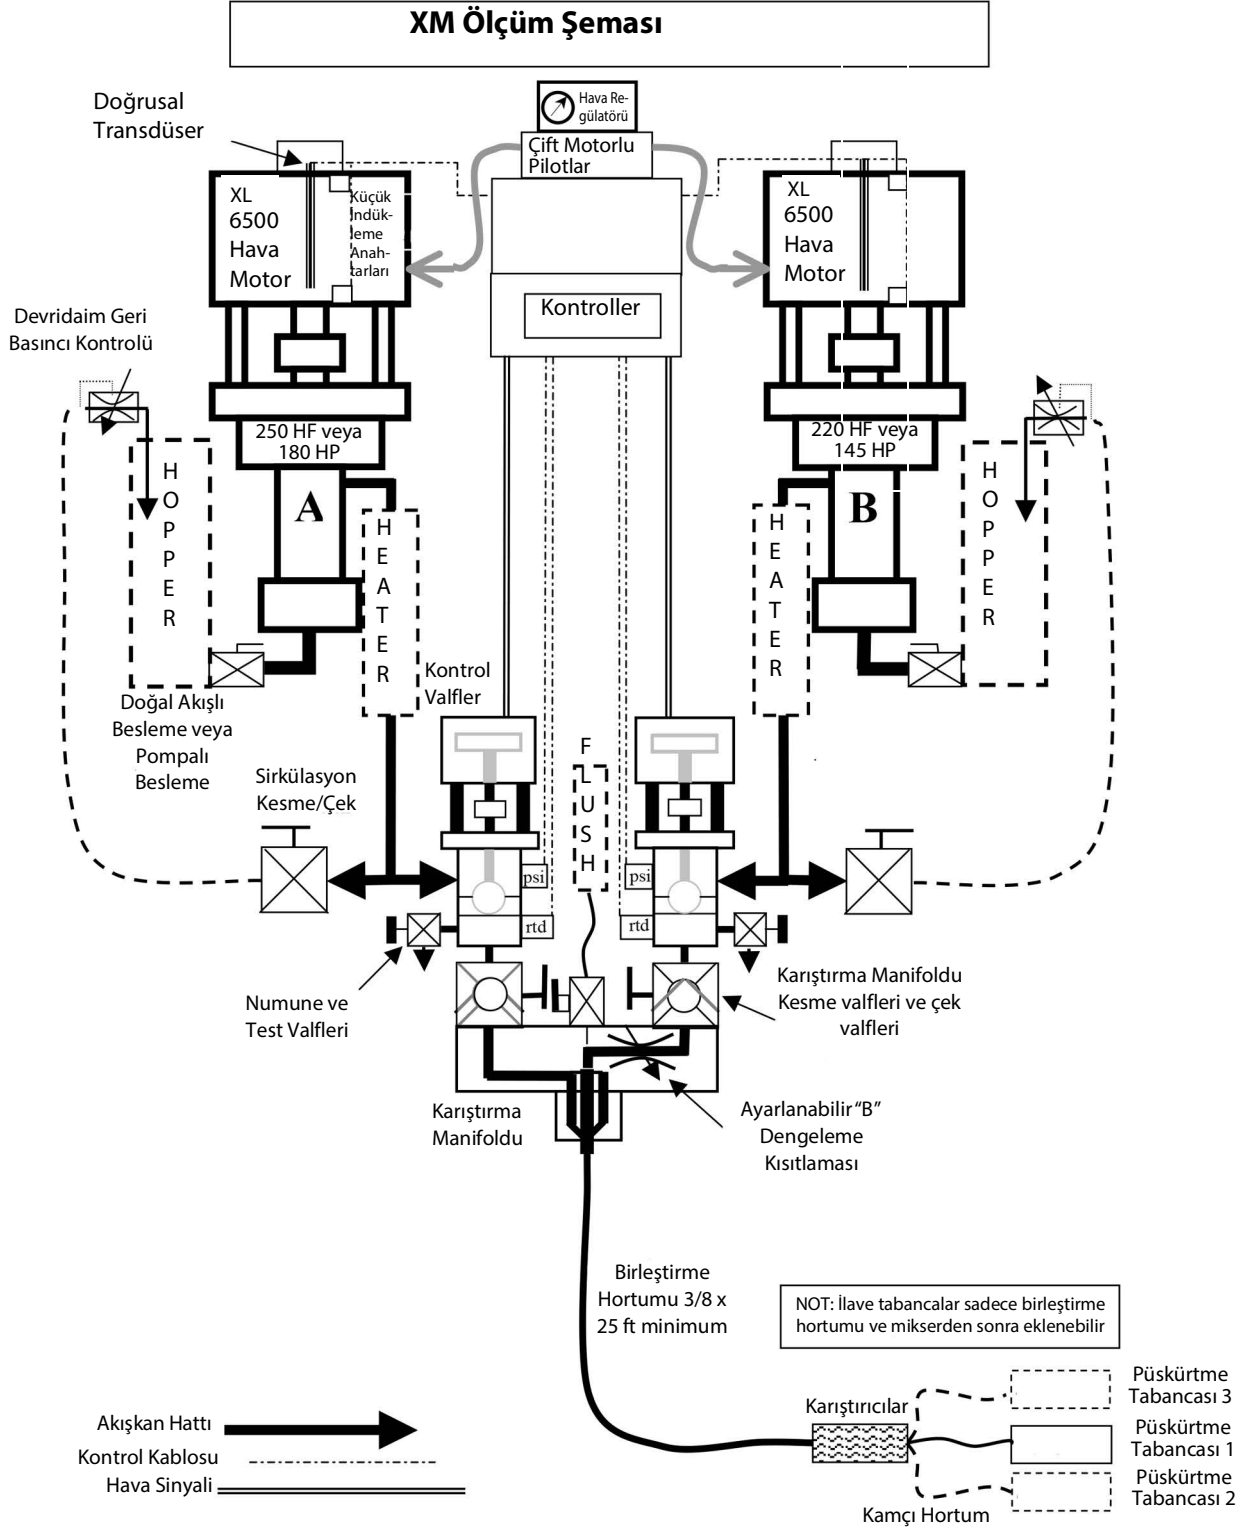 XM Ölçüm Şeması
Hava Re-
gülatörü
Doğrusal
Transdüser
Çift Motorlu
Pilotlar
XL
6500
Hava
Motor
Küçük
İndük-
leme
Anah-
tarları
XL
6500
Hava
Motor
Kontroller
Devridaim Geri
Basıncı Kontrolü
250 HF veya
180 HP
220 HF veya
145 HP
HOPPER
A
HEATER
HEATER
B
HOPPER
Kontrol
Valfler
Doğal Akışlı
Besleme veya
Pompalı
Besleme
FLUSH
Sirkülasyon
Kesme/Çek
psi
psi
rtd
rtd
Numune ve
Test Valfleri
Karıştırma Manifoldu
Kesme valfleri ve çek
valfleri
Karıştırma
Manifoldu
Ayarlanabilir "B"
Dengeleme
Kısıtlaması
Birleştirme
Hortumu 3/8 x
25 ft minimum
NOT: İlave tabancalar sadece birleştirme
hortumu ve mikserden sonra eklenebilir
Püskürtme
Tabancası 3
Karıştırıcılar
Püskürtme
Tabancası 1
Püskürtme
Tabancası 2
Kamçı Hortum
Akışkan Hattı
Kontrol Kablosu
Hava Sinyali